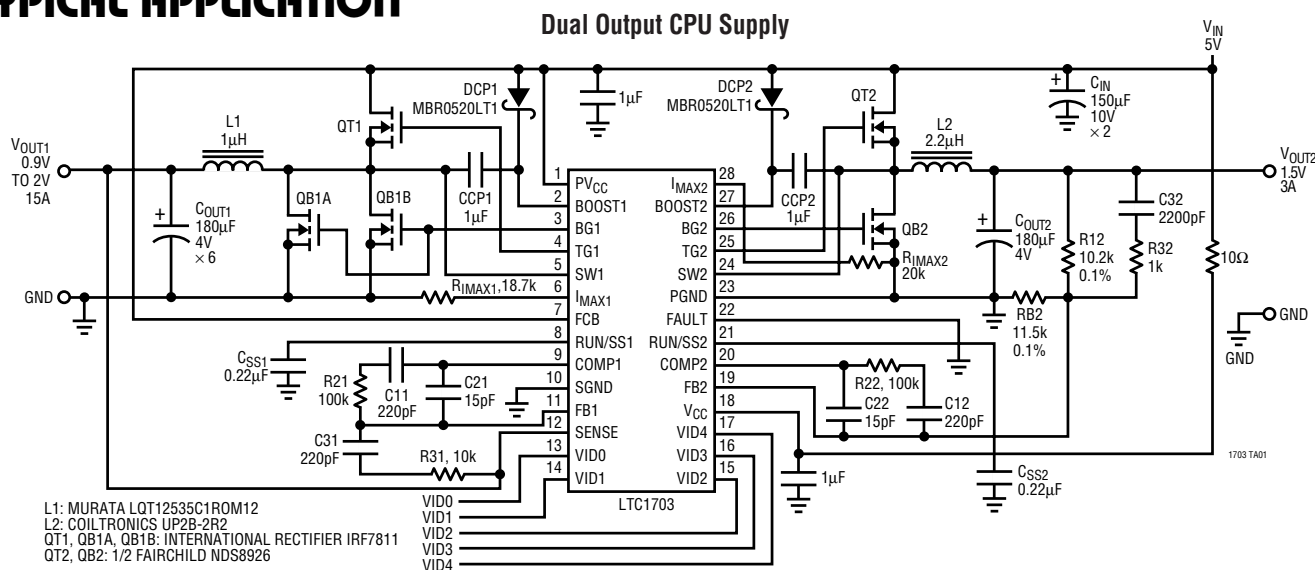 TYPICAL APPLICATION
Dual Output CPU Supply
VIN
5V
DCP1
MBR0520LT1
1µF
DCP2
MBR0520LT1
QT2
+
CIN
150µF
10V
×2
QT1
L1
1µH
L2
2.2µH
VOUT1
0.9V
TO 2V
15A
VOUT2
1.5V
3A
+
COUT1
180µF
4V
×6
QB1A
QB1B
CCP1
1µF
CCP2
1µF
QB2
RIMAX2
20k
+
COUT2
180µF
4V
R12
10.2k
0.1%
C32
2200pF
R32
1k
10Ω
GND
RIMAX1, 18.7k
RB2
11.5k
0.1%
GND
GND
1 PVCC IMAX2 28
2 BOOST1 BOOST2 27
3 BG1 BG2 26
4 TG1 TG2 25
5 SW1 SW2 24
6 IMAX1 PGND 23
7 FCB FAULT 22
8 RUN/SS1 RUN/SS2 21
9 COMP1 COMP2 20
10 SGND FB2 19
11 FB1 VCC 18
12 SENSE VID4 17
13 VID0 VID3 16
14 VID1 VID2 15
LTC1703
CSS1
0.22µF
R21
100k
C11
220pF
C21
15pF
C31
220pF
R31, 10k
R22, 100k
C22
15pF
C12
220pF
1µF
CSS2
0.22µF
1703 TA01
VID0
VID1
VID2
VID3
VID4
L1: MURATA LQT12535C1ROM12
L2: COILTRONICS UP2B-2R2
QT1, QB1A, QB1B: INTERNATIONAL RECTIFIER IRF7811
QT2, QB2: 1/2 FAIRCHILD NDS8926